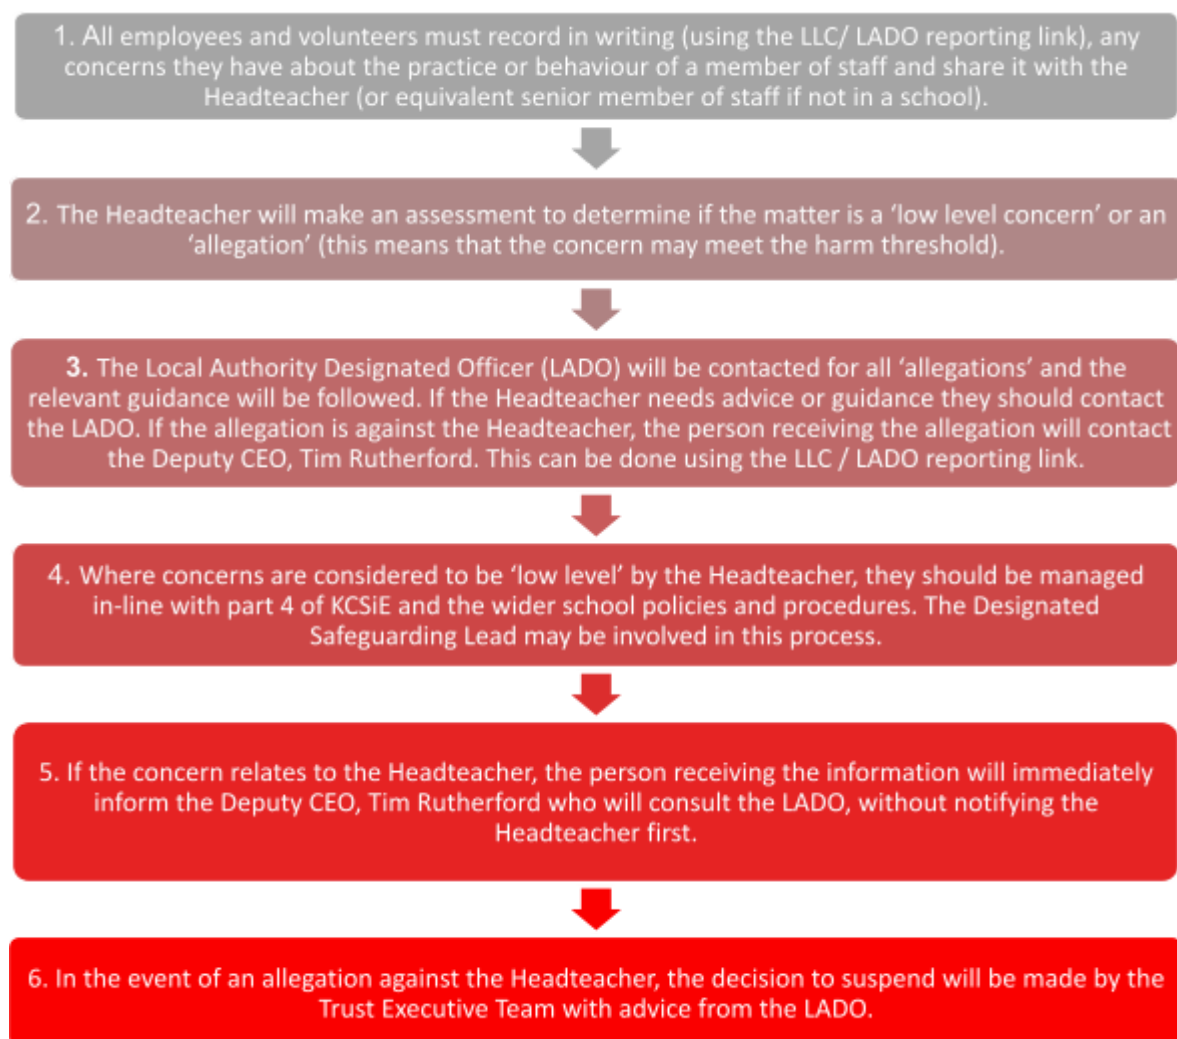 1. All employees and volunteers must record in writing (using the LLC/ LADO reporting link), any
concerns they have about the practice or behaviour of a member of staff and share it with the
Headteacher (or equivalent senior member of staff if not in a school).
2. The Headteacher will make an assessment to determine if the matter is a ‘low level concern’ or an
‘allegation’ (this means that the concern may meet the harm threshold).
3. The Local Authority Designated Officer (LADO) will be contacted for all ‘allegations’ and the
relevant guidance will be followed. If the Headteacher needs advice or guidance they should contact
the LADO. If the allegation is against the Headteacher, the person receiving the allegation will contact
the Deputy CEO, Tim Rutherford. This can be done using the LLC / LADO reporting link.
4. Where concerns are considered to be ‘low level’ by the Headteacher, they should be managed
in-line with part 4 of KCSiE and the wider school policies and procedures. The Designated
Safeguarding Lead may be involved in this process.
5. If the concern relates to the Headteacher, the person receiving the information will immediately
inform the Deputy CEO, Tim Rutherford who will consult the LADO, without notifying the
Headteacher first.
6. In the event of an allegation against the Headteacher, the decision to suspend will be made by the
Trust Executive Team with advice from the LADO.